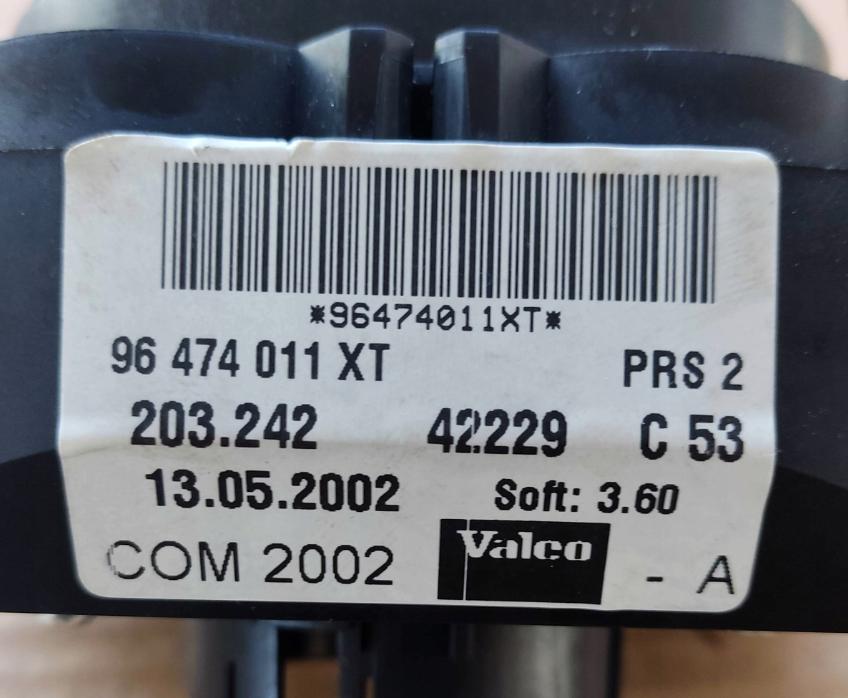 *96474011XT*
96 474 011 XT PRS 2
203.242 42229 C 53
13.05.2002 Soft: 3.60
COM 2002 Valeo - A